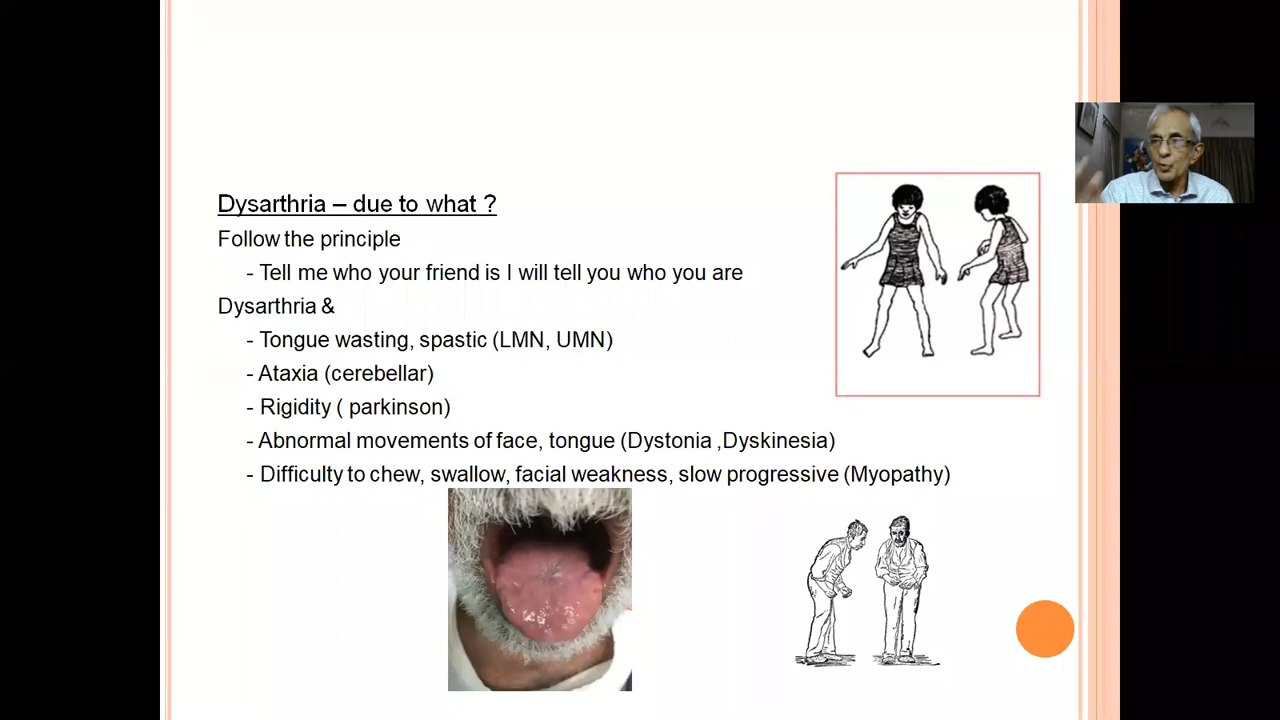 Dysarthria – due to what ?
Follow the principle
- Tell me who your friend is I will tell you who you are
Dysarthria &
- Tongue wasting, spastic (LMN, UMN)
- Ataxia (cerebellar)
- Rigidity ( parkinson)
- Abnormal movements of face, tongue (Dystonia ,Dyskinesia)
- Difficulty to chew, swallow, facial weakness, slow progressive (Myopathy)